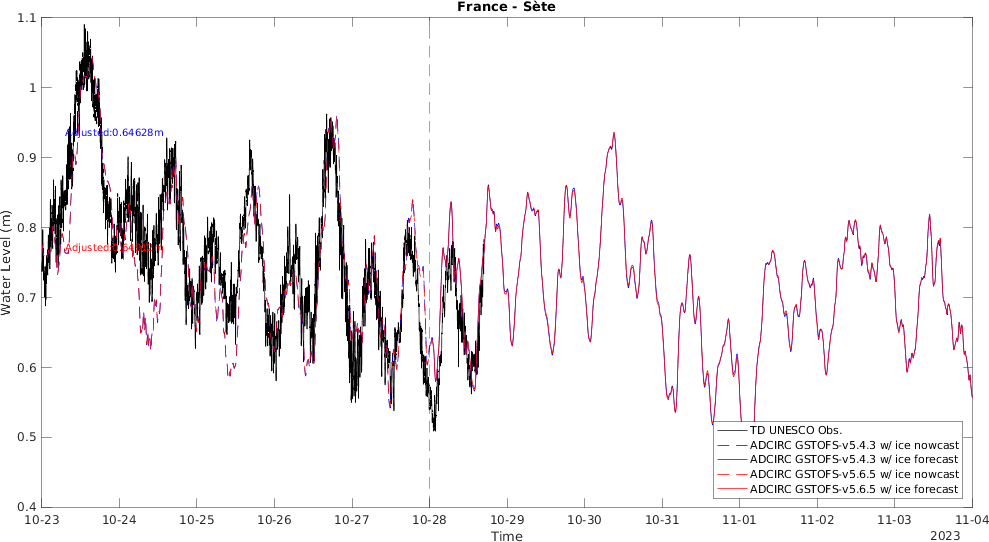 France - Sète
Water Level (m)
1.1
1
0.9
0.8
0.7
0.6
0.5
0.4
Adjusted:0.64628m
TD UNESCO Obs.
ADCIRC GSTOFS-v5.4.3 w/ ice nowcast
ADCIRC GSTOFS-v5.4.3 w/ ice forecast
ADCIRC GSTOFS-v5.6.5 w/ ice nowcast
ADCIRC GSTOFS-v5.6.5 w/ ice forecast
10-23 10-24 10-25 10-26 10-27 10-28 10-29 10-30 10-31 11-01 11-02 11-03 11-04
Time
2023